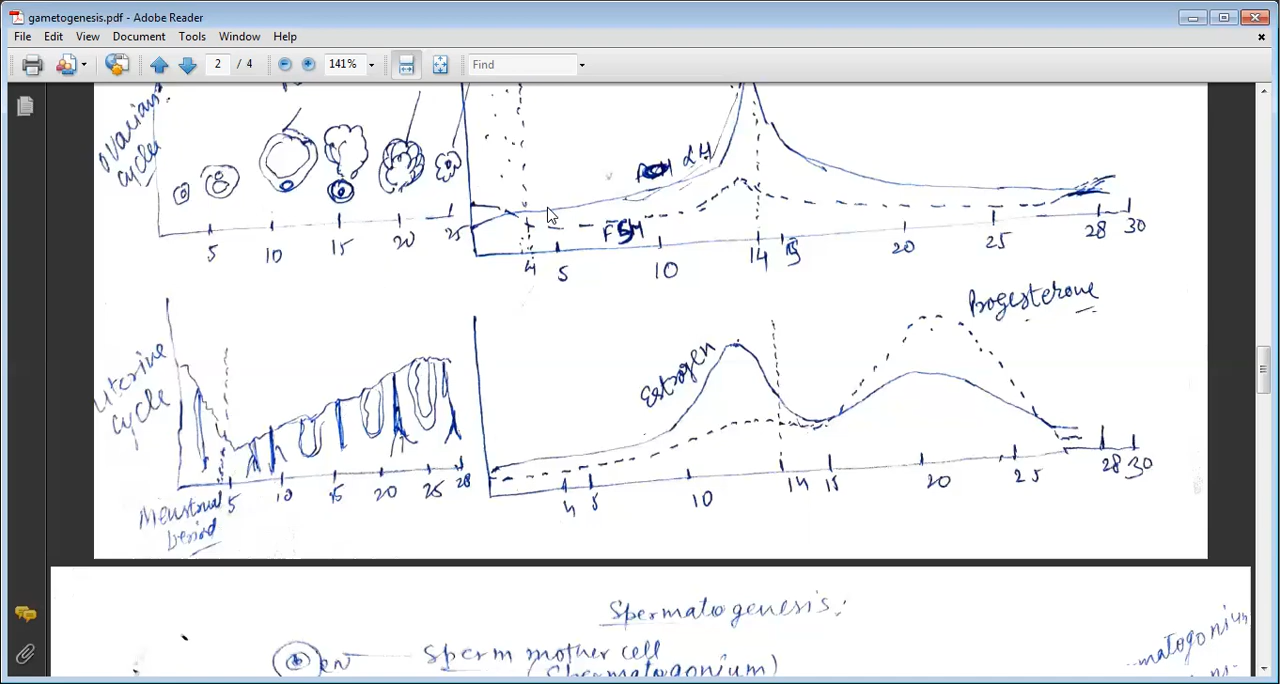 gametogenesis.pdf - Adobe Reader
File Edit View Document Tools Window Help
2 / 4 141% Find
Ovarian
cycle
LH
FSH
5 10 15 20 25
4 5 10 14 15 20 25 28 30
Progesterone
Estrogen
Uterine
cycle
5 10 15 20 25 28
4 5 10 14 15 20 25 28 30
Menstrual
Period
Spermatogenesis:
2N Sperm mother cell
(Spermatogonium)
matogonium